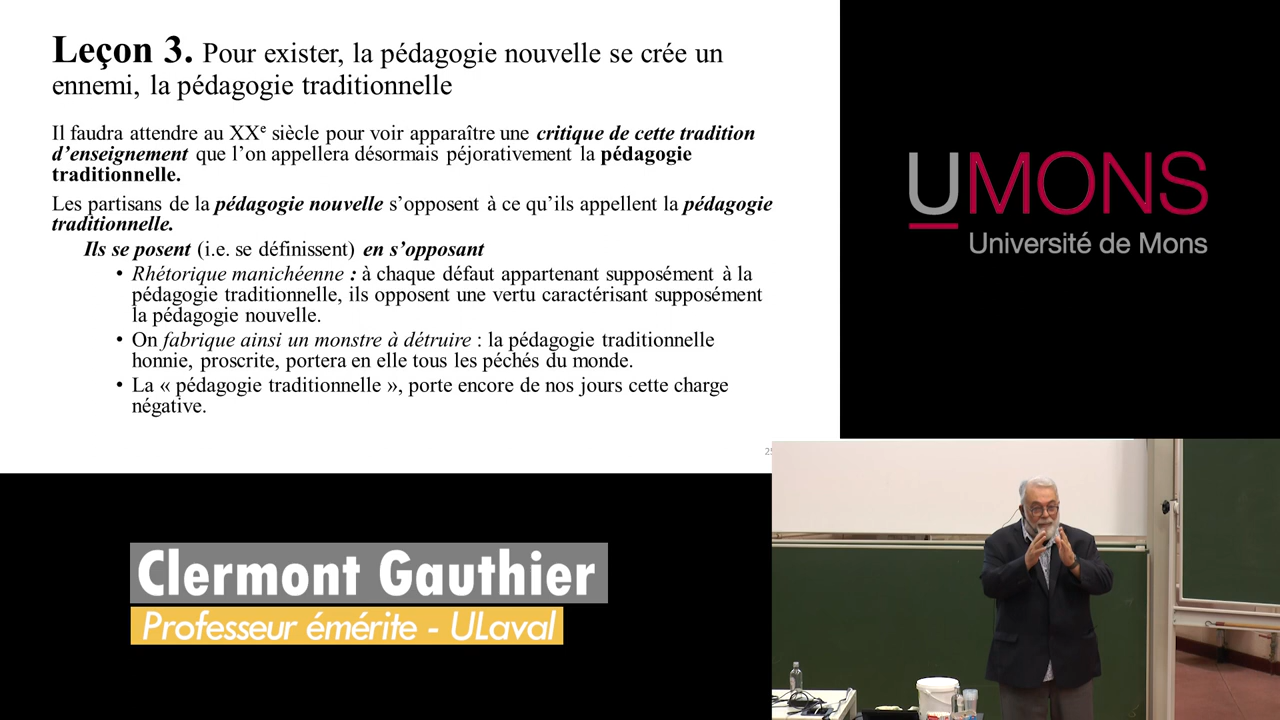 Leçon 3. Pour exister, la pédagogie nouvelle se crée un
ennemi, la pédagogie traditionnelle
Il faudra attendre au XXe siècle pour voir apparaître une critique de cette tradition
d’enseignement que l’on appellera désormais péjorativement la pédagogie
traditionnelle.
Les partisans de la pédagogie nouvelle s’opposent à ce qu’ils appellent la pédagogie
traditionnelle.
Ils se posent (i.e. se définissent) en s’opposant
• Rhétorique manichéenne : à chaque défaut appartenant supposément à la
pédagogie traditionnelle, ils opposent une vertu caractérisant supposément
la pédagogie nouvelle.
• On fabrique ainsi un monstre à détruire : la pédagogie traditionnelle
honnie, proscrite, portera en elle tous les péchés du monde.
• La « pédagogie traditionnelle », porte encore de nos jours cette charge
négative.
UMONS
Université de Mons
Clermont Gauthier
Professeur émérite - ULaval